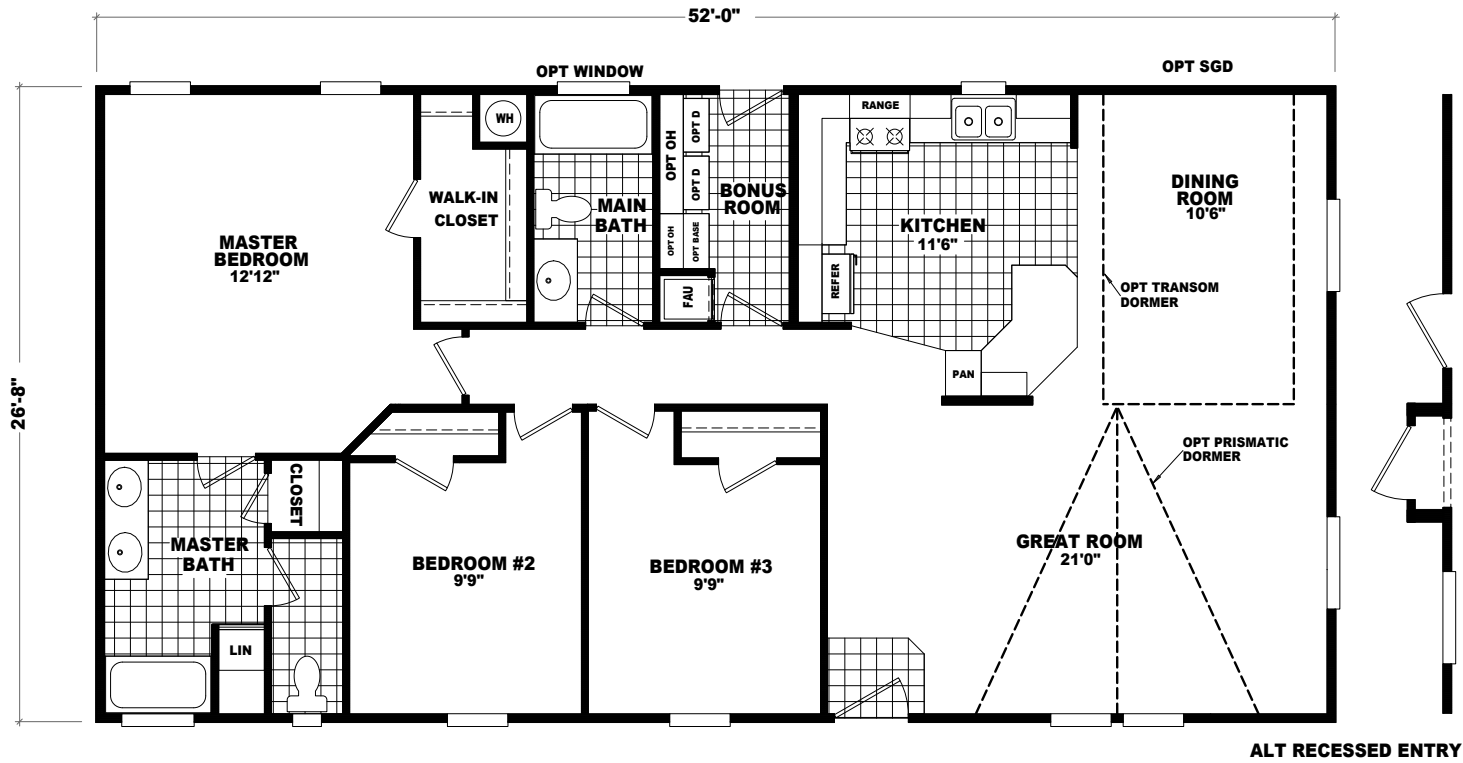 52'-0"
OPT WINDOW
OPT SGD
26'-8"
WH
OPT OH
OPT D
OPT D
RANGE
WALK-IN
CLOSET
MAIN
BATH
BONUS
ROOM
KITCHEN
11'6"
DINING
ROOM
10'6"
MASTER
BEDROOM
12'12"
OPT OH
OPT BASE
FAU
REFER
OPT TRANSOM
DORMER
PAN
OPT PRISMATIC
DORMER
CLOSET
MASTER
BATH
BEDROOM #2
9'9"
BEDROOM #3
9'9"
GREAT ROOM
21'0"
LIN
ALT RECESSED ENTRY